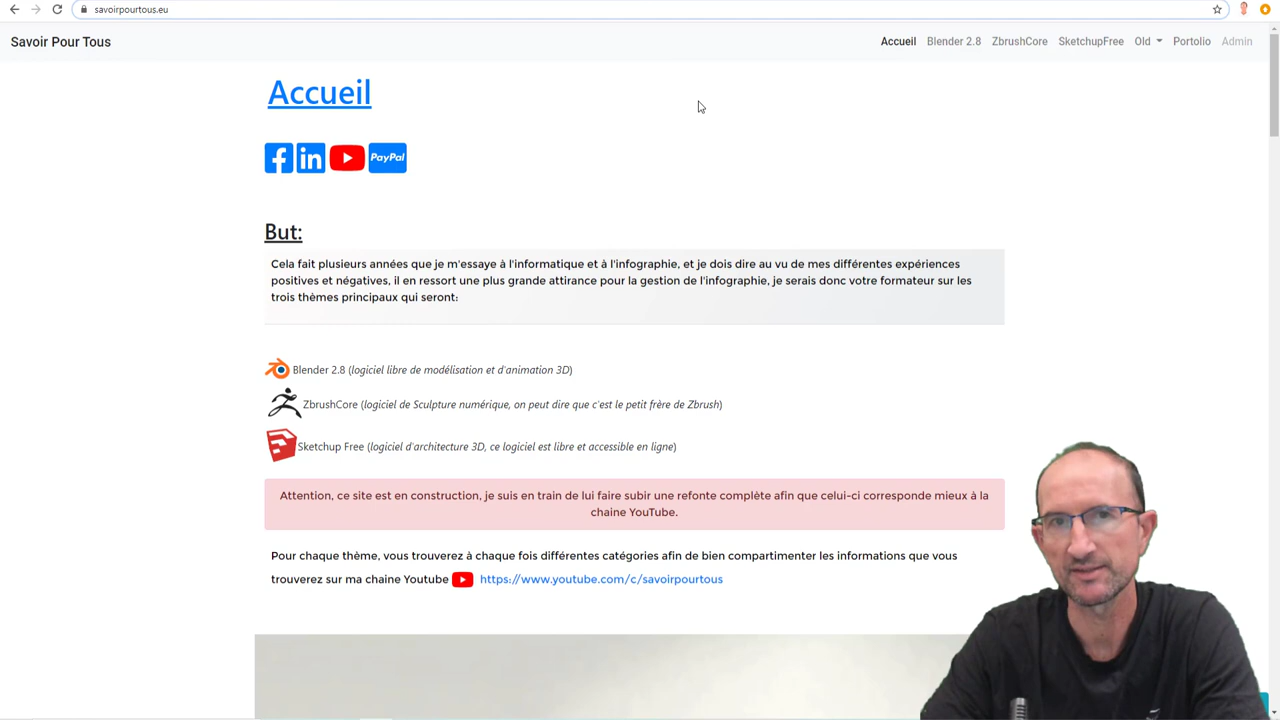 savoirpourtous.eu
Savoir Pour Tous
Accueil Blender 2.8 ZbrushCore SketchupFree Old Portolio Admin
Accueil
PayPal
But:
Cela fait plusieurs années que je m'essaye à l'informatique et à l'infographie, et je dois dire au vu de mes différentes expériences
positives et négatives, il en ressort une plus grande attirance pour la gestion de l'infographie, je serais donc votre formateur sur les
trois thèmes principaux qui seront:
Blender 2.8 (logiciel libre de modélisation et d'animation 3D)
ZbrushCore (logiciel de Sculpture numérique, on peut dire que c'est le petit frère de Zbrush)
Sketchup Free (logiciel d'architecture 3D, ce logiciel est libre et accessible en ligne)
Attention, ce site est en construction, je suis en train de lui faire subir une refonte complète afin que celui-ci corresponde mieux à la
chaine YouTube.
Pour chaque thème, vous trouverez à chaque fois différentes catégories afin de bien compartimenter les informations que vous
trouverez sur ma chaine Youtube https://www.youtube.com/c/savoirpourtous